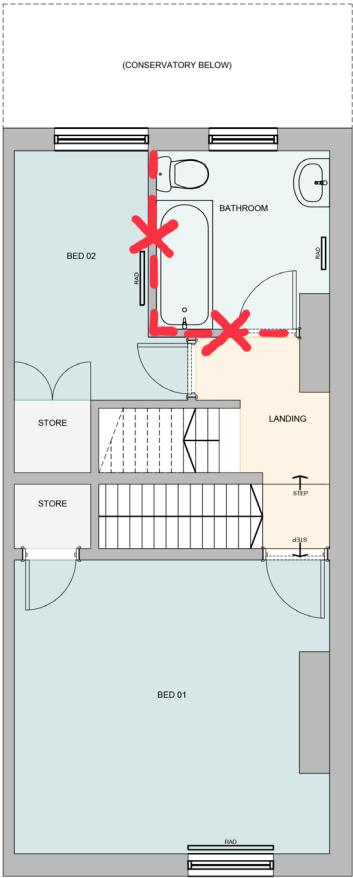 (CONSERVATORY BELOW)
BATHROOM
BED 02
RAD
RAD
STORE
LANDING
STORE
STEP
STEP
BED 01
RAD